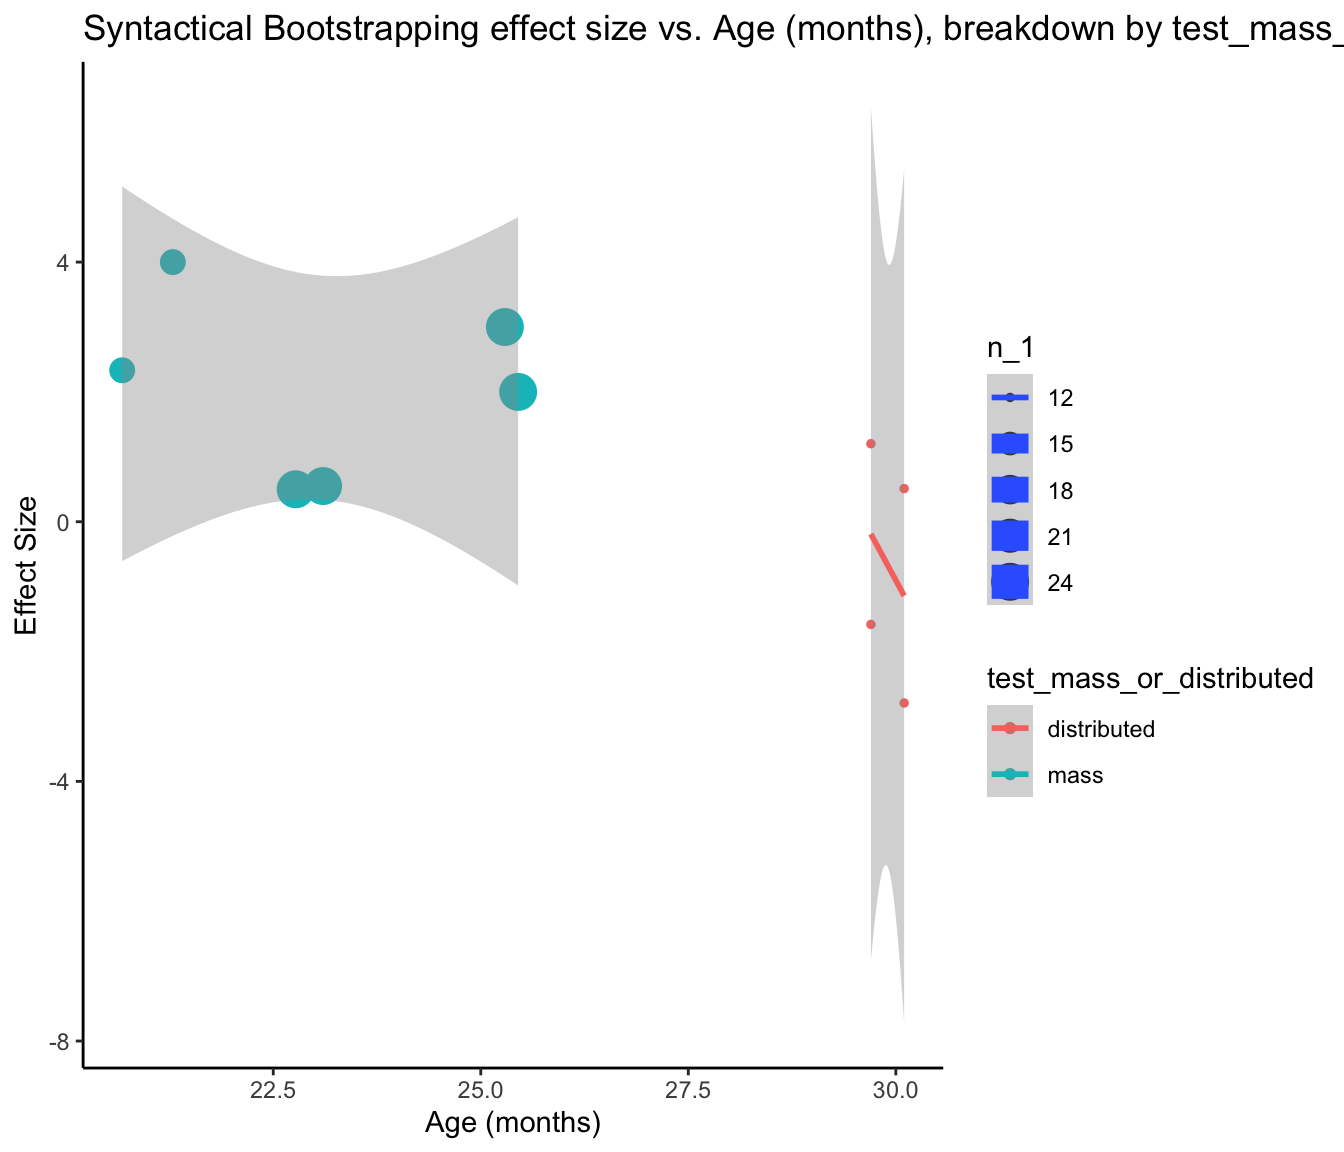 Syntactical Bootstrapping effect size vs. Age (months), breakdown by test_mass_
Effect Size
4
0
-4
-8
22.5
25.0
27.5
30.0
Age (months)
n_1
12
15
18
21
24
test_mass_or_distributed
distributed
mass